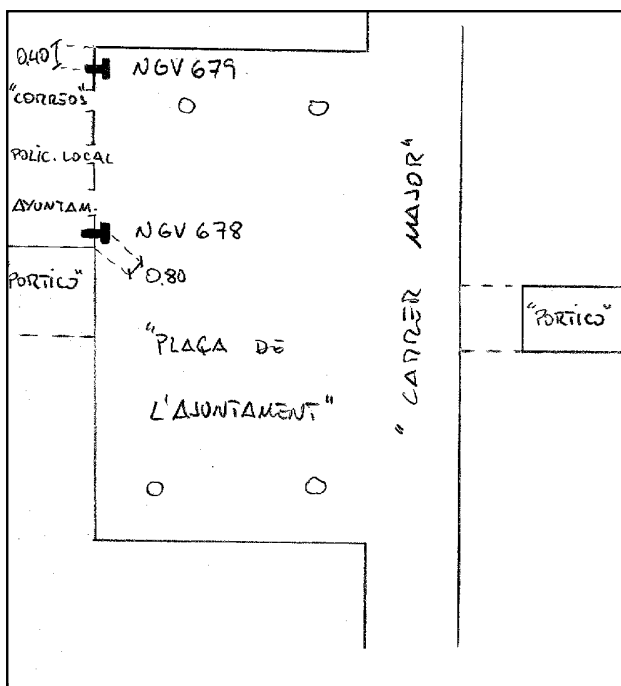 0.40
NGV 679
"CORREOS"
POLIC. LOCAL
AYUNTAM.
NGV 678
0.80
"PORTICO"
"PLAÇA DE
L'AJUNTAMENT"
"CARRER MAJOR"
"PORTICO"